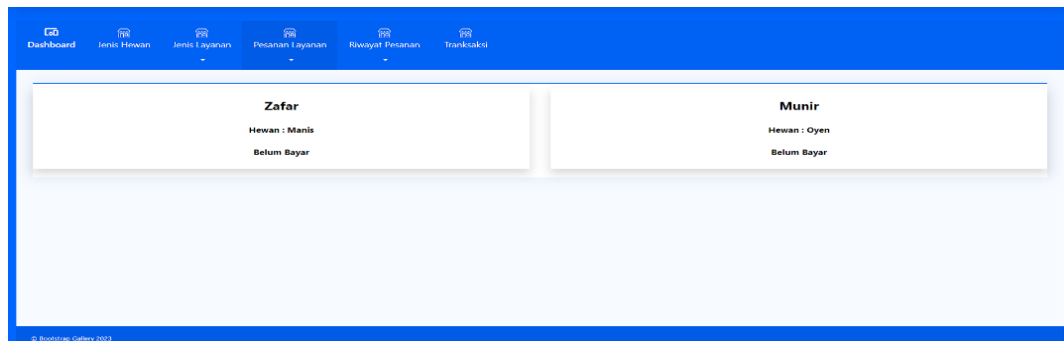 Dashboard Jenis Hewan Jenis Layanan Pesanan Layanan Riwayat Pesanan Tranksaksi
Zafar
Hewan : Manis
Belum Bayar
Munir
Hewan : Oyen
Belum Bayar
© Bootstrap Gallery 2023